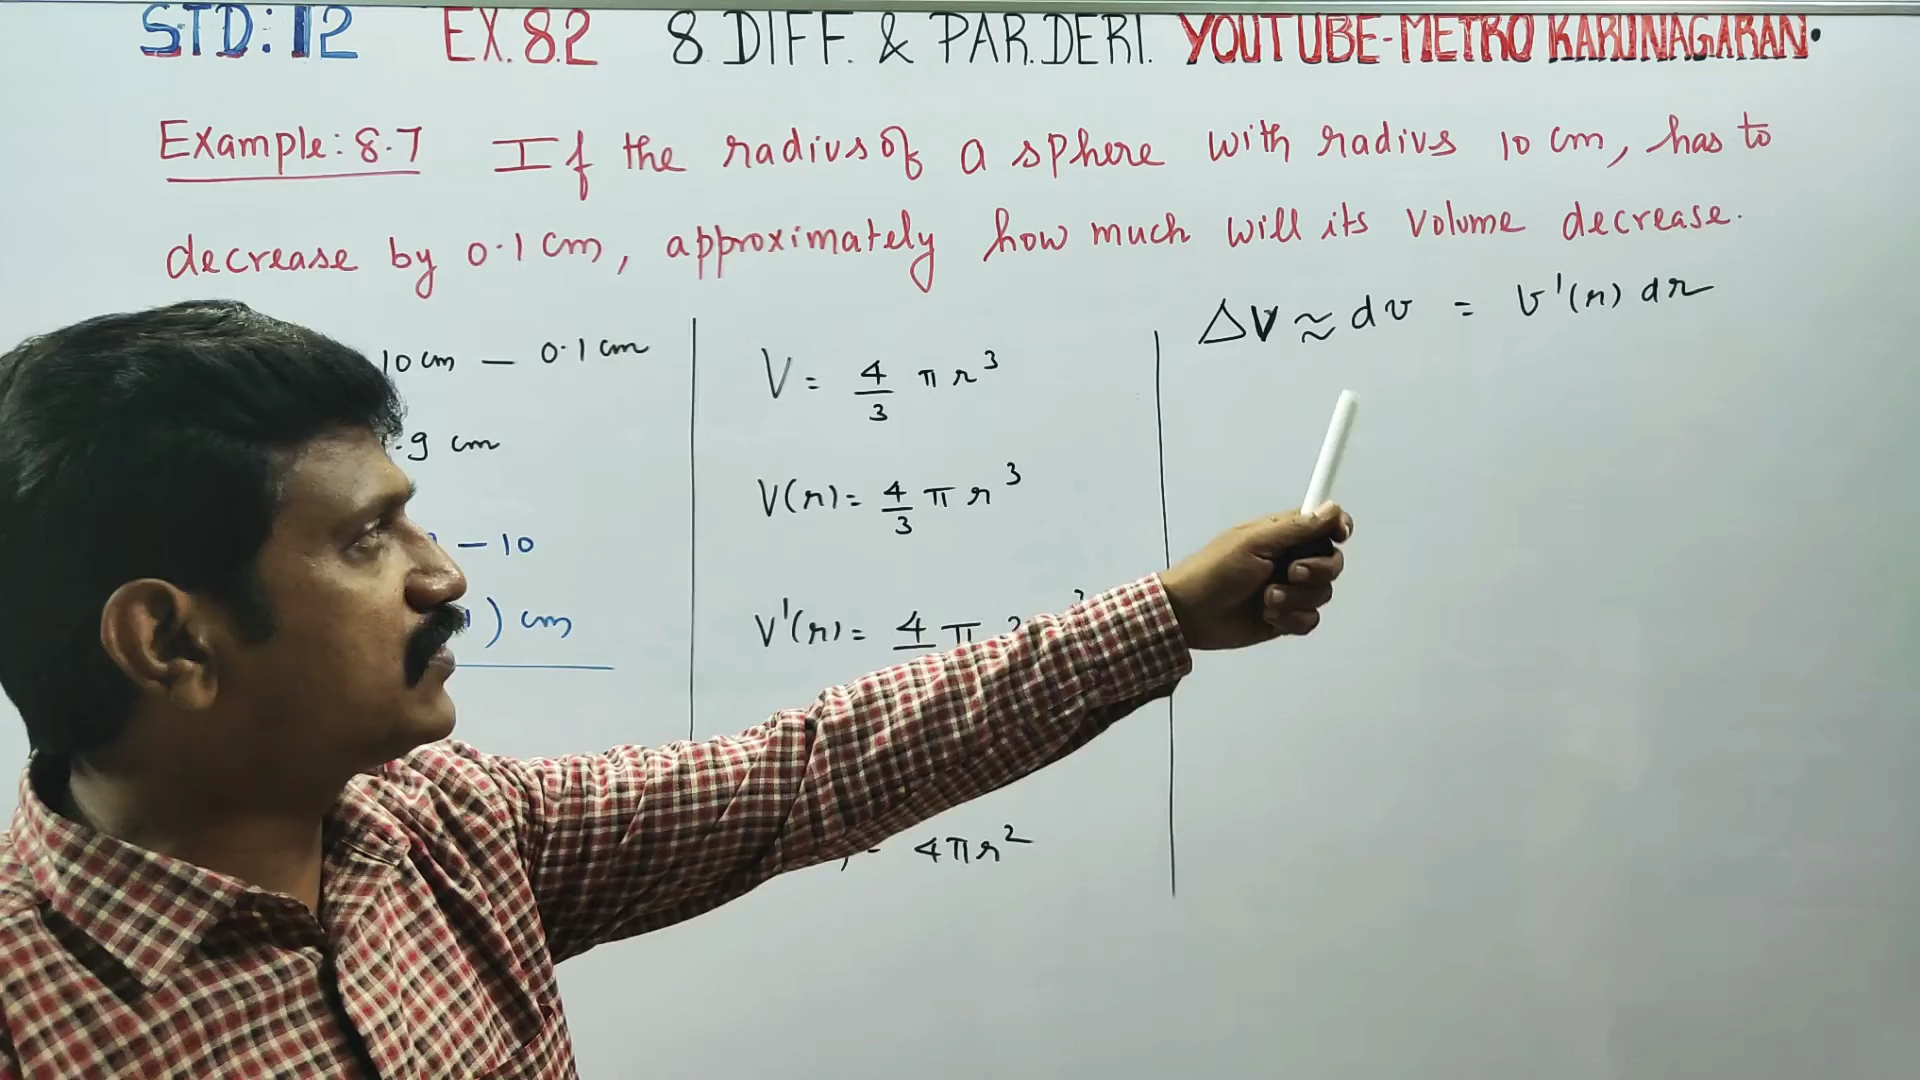 STD: 12 EX. 8.2 8. DIFF. & PAR. DERI. YOUTUBE-METRO KARUNAGARAN.
Example: 8.7 If the radius of a sphere with radius 10 cm, has to
decrease by 0.1 cm, approximately how much will its volume decrease.
10 cm – 0.1 cm
.9 cm
– 10
) cm
V = 4/3 π r³
V(r) = 4/3 π r³
V'(r) = 4 π
= 4πr²
ΔV ≈ dv = v'(r) dr